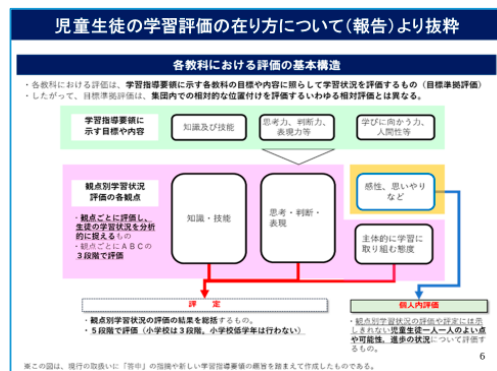 児童生徒の学習評価の在り方について(報告)より抜粋
各教科における評価の基本構造
・各教科における評価は、学習指導要領に示す各教科の目標や内容に照らして学習状況を評価するもの(目標準拠評価)
・したがって、目標準拠評価は、集団内での相対的な位置付けを評価するいわゆる相対評価とは異なる。
学習指導要領に
示す目標や内容
知識及び技能
思考力、判断力、
表現力等
学びに向かう力、
人間性等
観点別学習状況
評価の各観点
・観点ごとに評価し、
生徒の学習状況を分析
的に捉えるもの
・観点ごとにABCの
3段階で評価
知識・技能
思考・判断・
表現
感性、思いやり
など
主体的に学習に
取り組む態度
評 定
・観点別学習状況の評価の結果を総括するもの。
・5段階で評価(小学校は3段階。小学校低学年は行わない)
個人内評価
・観点別学習状況の評価や評定には示
しきれない児童生徒一人一人のよい点
や可能性、進歩の状況について評価す
るもの。
6
※この図は、現行の取扱いに「答申」の指摘や新しい学習指導要領の趣旨を踏まえて作成したものである。